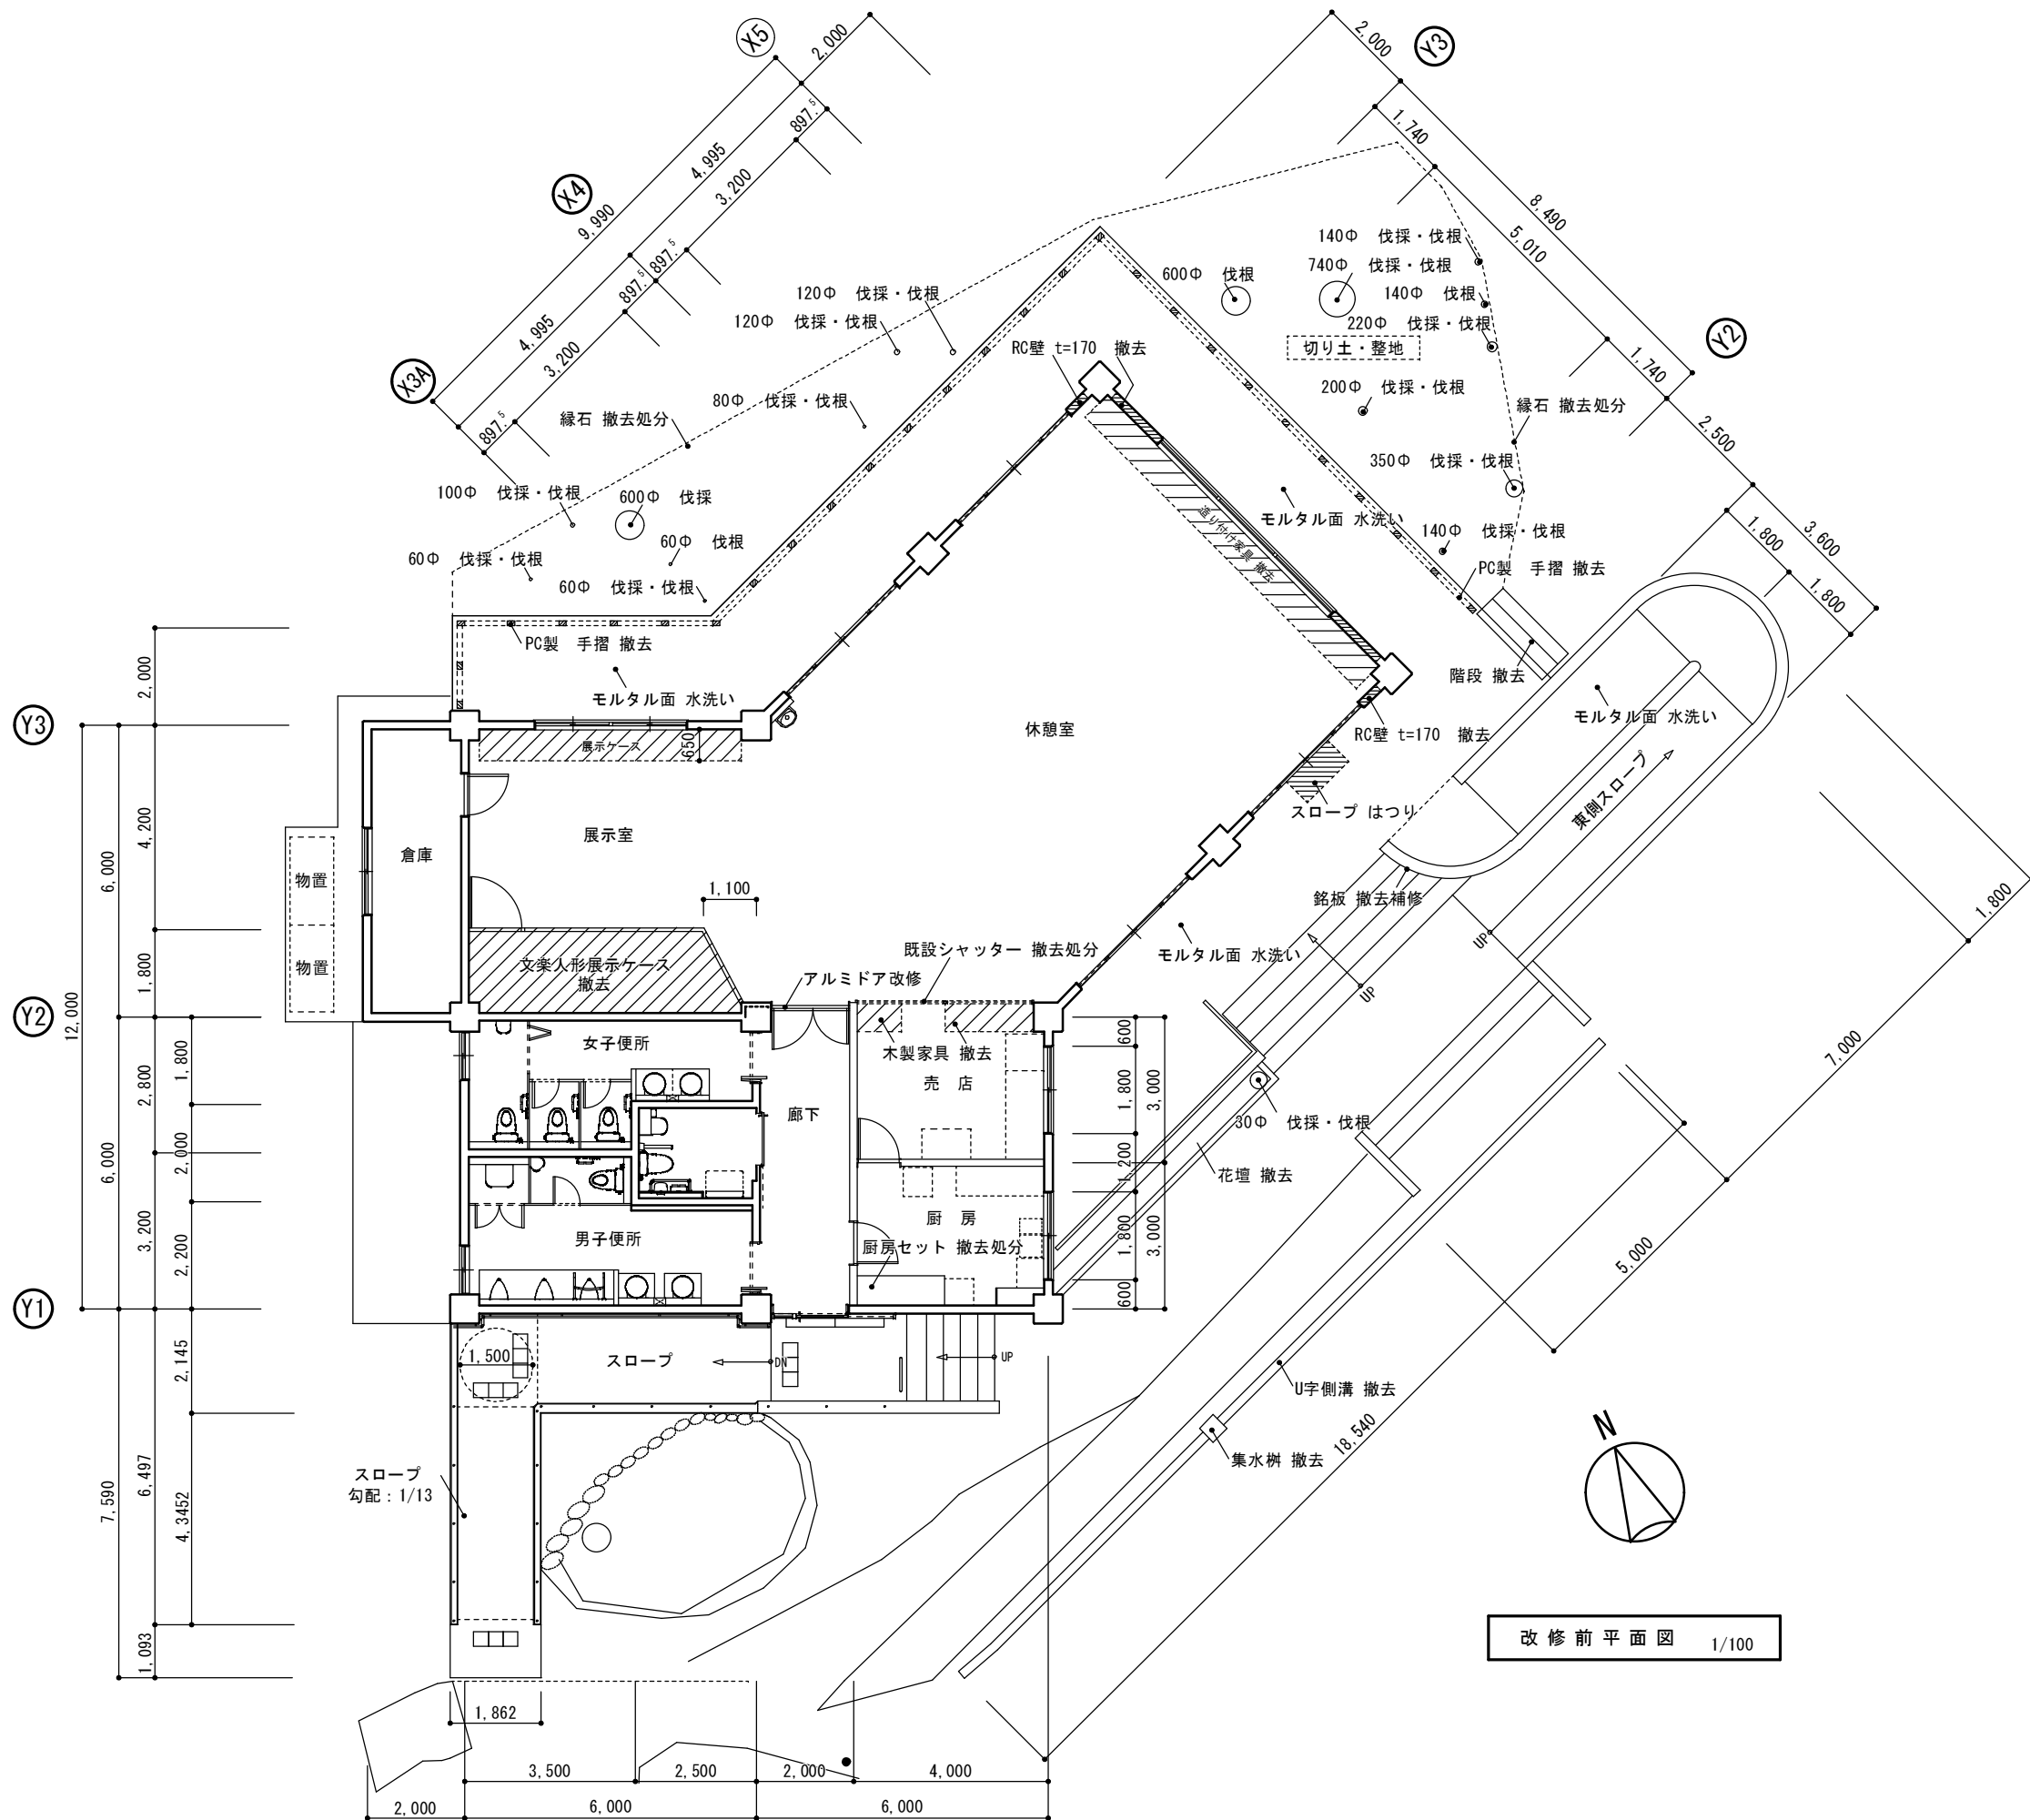 X5
2,000
2,000
Y3
897.5
1,740
4,995
3,200
X4
9,990
8,490
5,010
140Φ 伐採・伐根
897.5
600Φ 伐根
740Φ 伐採・伐根
897.5
120Φ 伐採・伐根
140Φ 伐根
120Φ 伐採・伐根
220Φ 伐採・伐根
Y2
4,995
3,200
RC壁 t=170 撤去
切り土・整地
1,740
X3A
200Φ 伐採・伐根
80Φ 伐採・伐根
縁石 撤去処分
縁石 撤去処分
897.5
2,500
350Φ 伐採・伐根
100Φ 伐採・伐根
600Φ 伐採
造り付け家具 撤去
モルタル面 水洗い
3,600
1,800
140Φ 伐採・伐根
60Φ 伐根
60Φ 伐採・伐根
PC製 手摺 撤去
60Φ 伐採・伐根
1,800
PC製 手摺 撤去
2,000
階段 撤去
モルタル面 水洗い
モルタル面 水洗い
Y3
休憩室
RC壁 t=170 撤去
展示ケース
650
東側スロープ
スロープ はつり
4,200
展示室
倉庫
6,000
物置
1,100
銘板 撤去補修
1,800
UP
既設シャッター 撤去処分
モルタル面 水洗い
文楽人形展示ケース
撤去
物置
アルミドア改修
1,800
UP
12,000
Y2
600
女子便所
木製家具 撤去
7,000
1,800
2,800
売 店
1,800
3,000
廊下
30Φ 伐採・伐根
2,000
1,200
花壇 撤去
6,000
厨 房
3,200
男子便所
厨房セット 撤去処分
1,800
3,000
2,200
5,000
600
Y1
2,145
1,500
スロープ
DN
UP
U字側溝 撤去
18,540
N
集水桝 撤去
スロープ
勾配：1/13
7,590
6,497
4,3452
改修前平面図 1/100
1,093
1,862
3,500
2,500
2,000
4,000
2,000
6,000
6,000